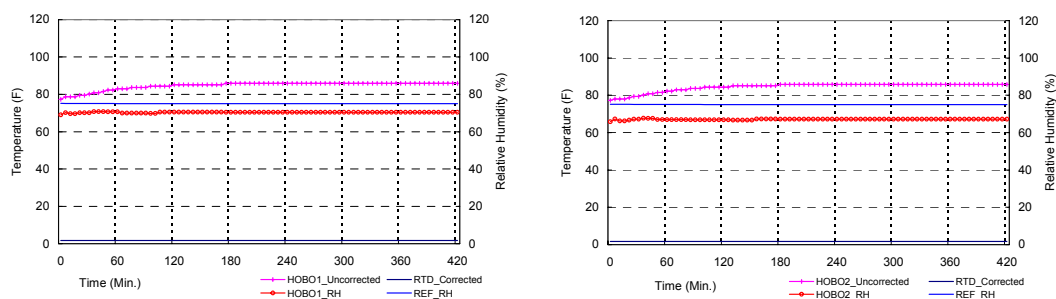 120
100
80
60
40
20
0
Temperature (F)
120
100
80
60
40
20
0
Relative Humidity (%)
0 60 120 180 240 300 360 420
Time (Min.)
HOBO1_Uncorrected RTD_Corrected
HOBO1_RH REF_RH
120
100
80
60
40
20
0
Temperature (F)
120
100
80
60
40
20
0
Relative Humidity (%)
0 60 120 180 240 300 360 420
Time (Min.)
HOBO2_Uncorrected RTD_Corrected
HOBO2_RH REF_RH